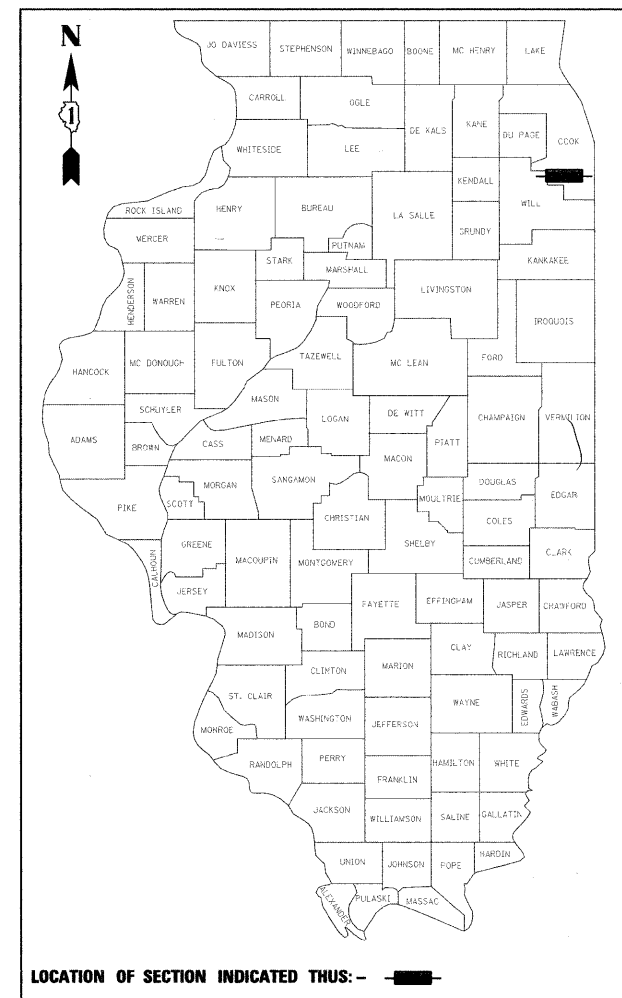 N
1
JO DAVIESS STEPHENSON WINNEBAGO BOONE MC HENRY LAKE
CARROLL OGLE DE KALB KANE DU PAGE COOK
WHITESIDE LEE KENDALL WILL
ROCK ISLAND HENRY BUREAU LA SALLE GRUNDY
MERCER PUTNAM KANKAKEE
HENDERSON WARREN KNOX STARK MARSHALL LIVINGSTON
PEORIA WOODFORD IROQUOIS
HANCOCK MC DONOUGH FULTON TAZEWELL MC LEAN FORD
SCHUYLER MASON LOGAN DE WITT CHAMPAIGN VERMILION
ADAMS BROWN CASS MENARD MACON PIATT
MORGAN SANGAMON DOUGLAS EDGAR
PIKE SCOTT CHRISTIAN MOULTRIE COLES
GREENE MACOUPIN MONTGOMERY SHELBY CUMBERLAND CLARK
CALHOUN JERSEY FAYETTE EFFINGHAM JASPER CRAWFORD
MADISON BOND CLAY RICHLAND LAWRENCE
CLINTON MARION
ST. CLAIR WAYNE EDWARDS WABASH
MONROE WASHINGTON JEFFERSON
RANDOLPH PERRY FRANKLIN HAMILTON WHITE
JACKSON WILLIAMSON SALINE GALLATIN
UNION JOHNSON POPE HARDIN
ALEXANDER PULASKI MASSAC
LOCATION OF SECTION INDICATED THUS: -